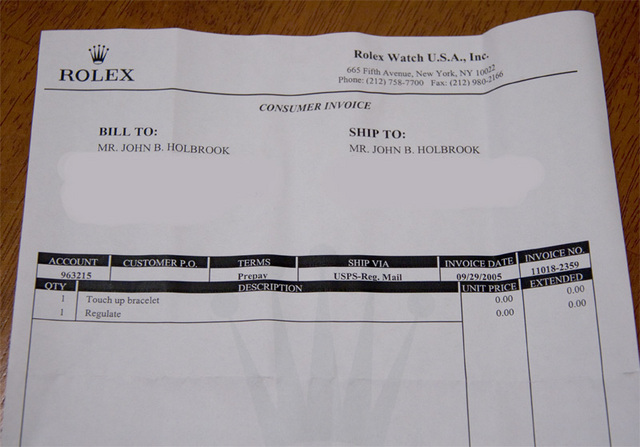 ROLEX
Rolex Watch U.S.A., Inc.
665 Fifth Avenue, New York, NY 10022
Phone: (212) 758-7700 Fax: (212) 980-2166
CONSUMER INVOICE
BILL TO: SHIP TO:
MR. JOHN B. HOLBROOK MR. JOHN B. HOLBROOK
ACCOUNT CUSTOMER P.O. TERMS SHIP VIA INVOICE DATE INVOICE NO.
963215 Prepay USPS-Reg. Mail 09/29/2005 11018-2359
QTY DESCRIPTION UNIT PRICE EXTENDED
1 Touch up bracelet 0.00 0.00
1 Regulate 0.00 0.00